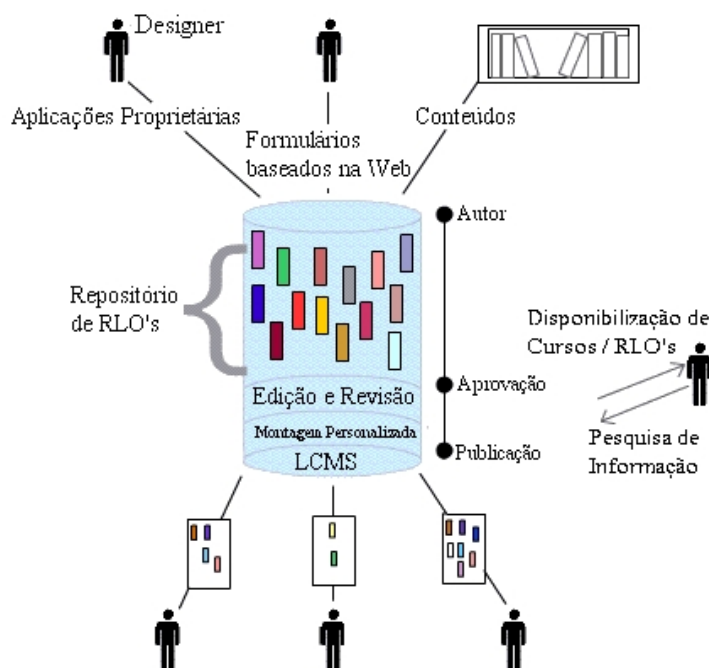 Designer
Aplicações Proprietárias
Formulários
baseados na Web
Conteúdos
Autor
Repositório
de RLO's
Disponibilização de
Cursos / RLO's
Edição e Revisão
Aprovação
Montagem Personalizada
LCMS
Publicação
Pesquisa de
Informação